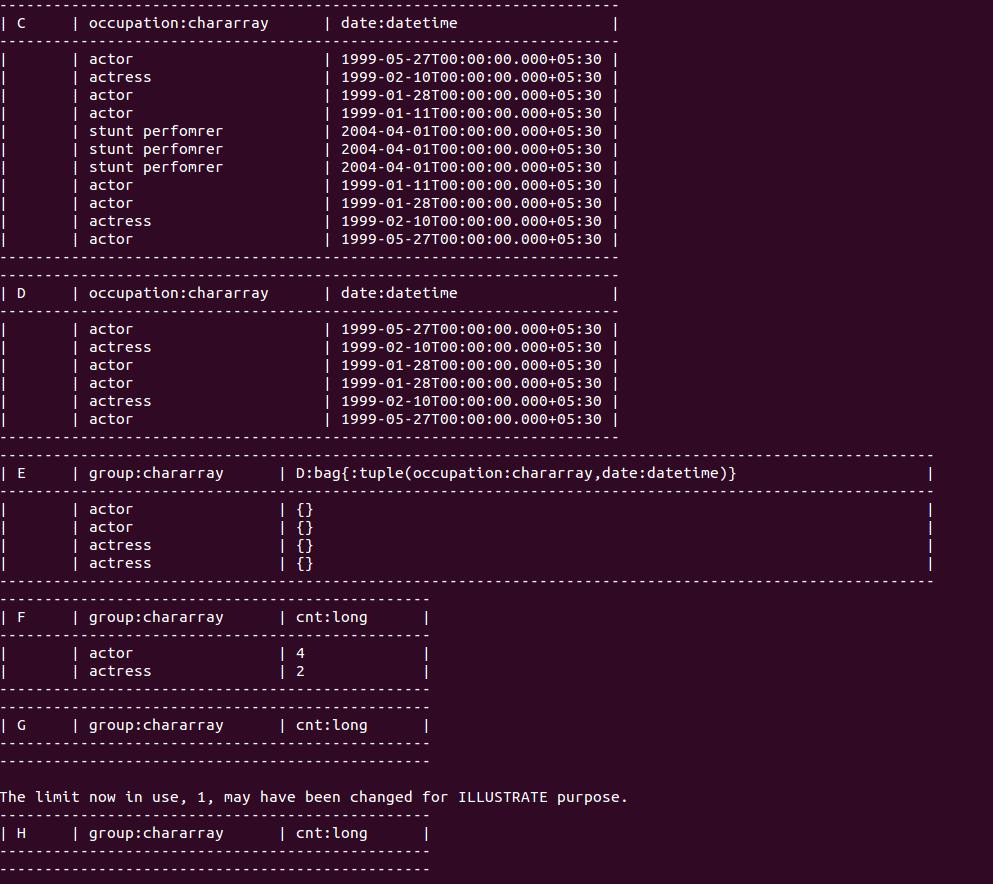 ---------------------------------------------------------------------
| C     | occupation:chararray      | date:datetime                 |
---------------------------------------------------------------------
|       | actor                     | 1999-05-27T00:00:00.000+05:30 |
|       | actress                   | 1999-02-10T00:00:00.000+05:30 |
|       | actor                     | 1999-01-28T00:00:00.000+05:30 |
|       | actor                     | 1999-01-11T00:00:00.000+05:30 |
|       | stunt perfomrer           | 2004-04-01T00:00:00.000+05:30 |
|       | stunt perfomrer           | 2004-04-01T00:00:00.000+05:30 |
|       | stunt perfomrer           | 2004-04-01T00:00:00.000+05:30 |
|       | actor                     | 1999-01-11T00:00:00.000+05:30 |
|       | actor                     | 1999-01-28T00:00:00.000+05:30 |
|       | actress                   | 1999-02-10T00:00:00.000+05:30 |
|       | actor                     | 1999-05-27T00:00:00.000+05:30 |
---------------------------------------------------------------------
---------------------------------------------------------------------
| D     | occupation:chararray      | date:datetime                 |
---------------------------------------------------------------------
|       | actor                     | 1999-05-27T00:00:00.000+05:30 |
|       | actress                   | 1999-02-10T00:00:00.000+05:30 |
|       | actor                     | 1999-01-28T00:00:00.000+05:30 |
|       | actor                     | 1999-01-28T00:00:00.000+05:30 |
|       | actress                   | 1999-02-10T00:00:00.000+05:30 |
|       | actor                     | 1999-05-27T00:00:00.000+05:30 |
---------------------------------------------------------------------
--------------------------------------------------------------------------------------------------------
| E     | group:chararray      | D:bag{:tuple(occupation:chararray,date:datetime)}                     |
--------------------------------------------------------------------------------------------------------
|       | actor                | {}                                                                    |
|       | actor                | {}                                                                    |
|       | actress              | {}                                                                    |
|       | actress              | {}                                                                    |
--------------------------------------------------------------------------------------------------------
------------------------------------------------
| F     | group:chararray      | cnt:long      |
------------------------------------------------
|       | actor                | 4             |
|       | actress              | 2             |
------------------------------------------------
------------------------------------------------
| G     | group:chararray      | cnt:long      |
------------------------------------------------
------------------------------------------------
The limit now in use, 1, may have been changed for ILLUSTRATE purpose.
------------------------------------------------
| H     | group:chararray      | cnt:long      |
------------------------------------------------
------------------------------------------------